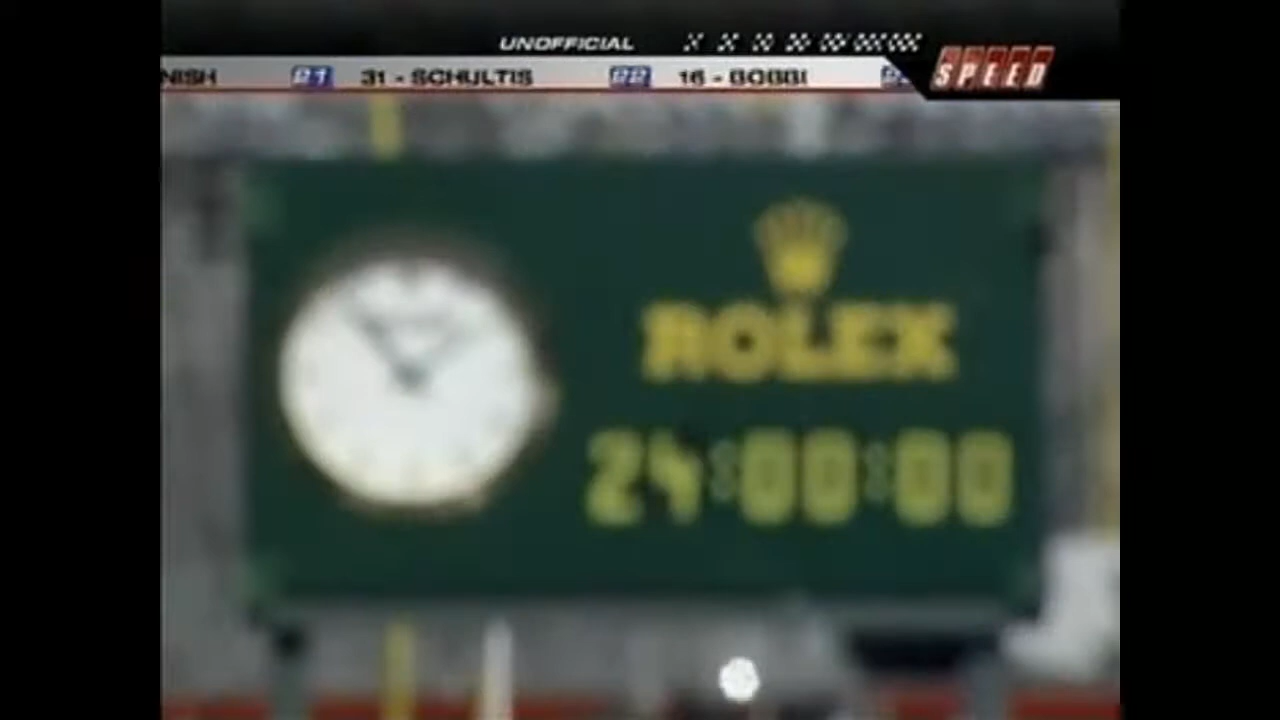 UNOFFICIAL
NISH 21 31 - SCHULTIS 22 16 - BOBBI
SPEED
ROLEX
24:00:00